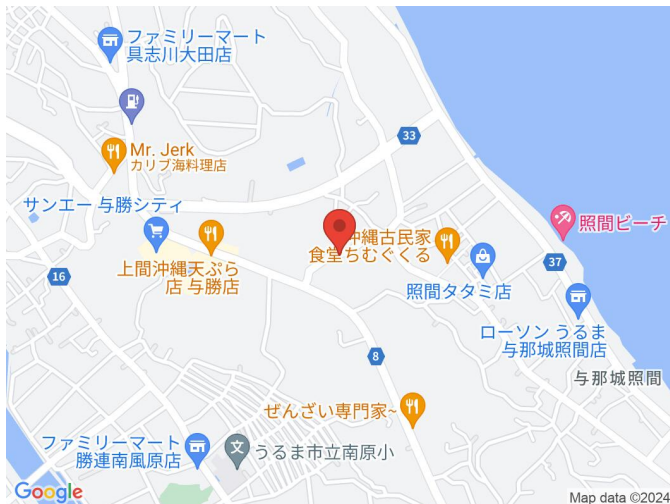 ファミリーマート
具志川大田店
Mr. Jerk
カリブ海料理店
33
サンエー 与勝シティ
照間ビーチ
沖縄古民家
食堂ちむぐくる
上間沖縄天ぷら
店 与勝店
16
37
照間タタミ店
ローソン うるま
与那城照間店
8
与那城照間
ぜんざい専門家~
ファミリーマート
勝連南風原店
うるま市立南原小
文
Google
Map data ©2024